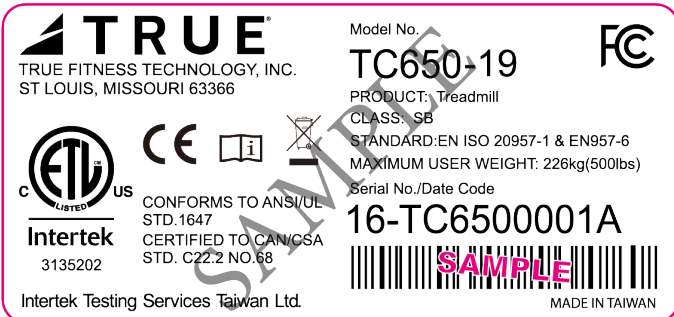 TRUE®
TRUE FITNESS TECHNOLOGY, INC.
ST LOUIS, MISSOURI 63366
Model No.
TC650-19
PRODUCT: Treadmill
CLASS: SB
STANDARD:EN ISO 20957-1 & EN957-6
MAXIMUM USER WEIGHT: 226kg(500lbs)
Serial No./Date Code
16-TC6500001A
SAMPLE
MADE IN TAIWAN
FC
CE
i
C ETL US
LISTED
Intertek
3135202
CONFORMS TO ANSI/UL
STD.1647
CERTIFIED TO CAN/CSA
STD. C22.2 NO.68
Intertek Testing Services Taiwan Ltd.
SAMPLE